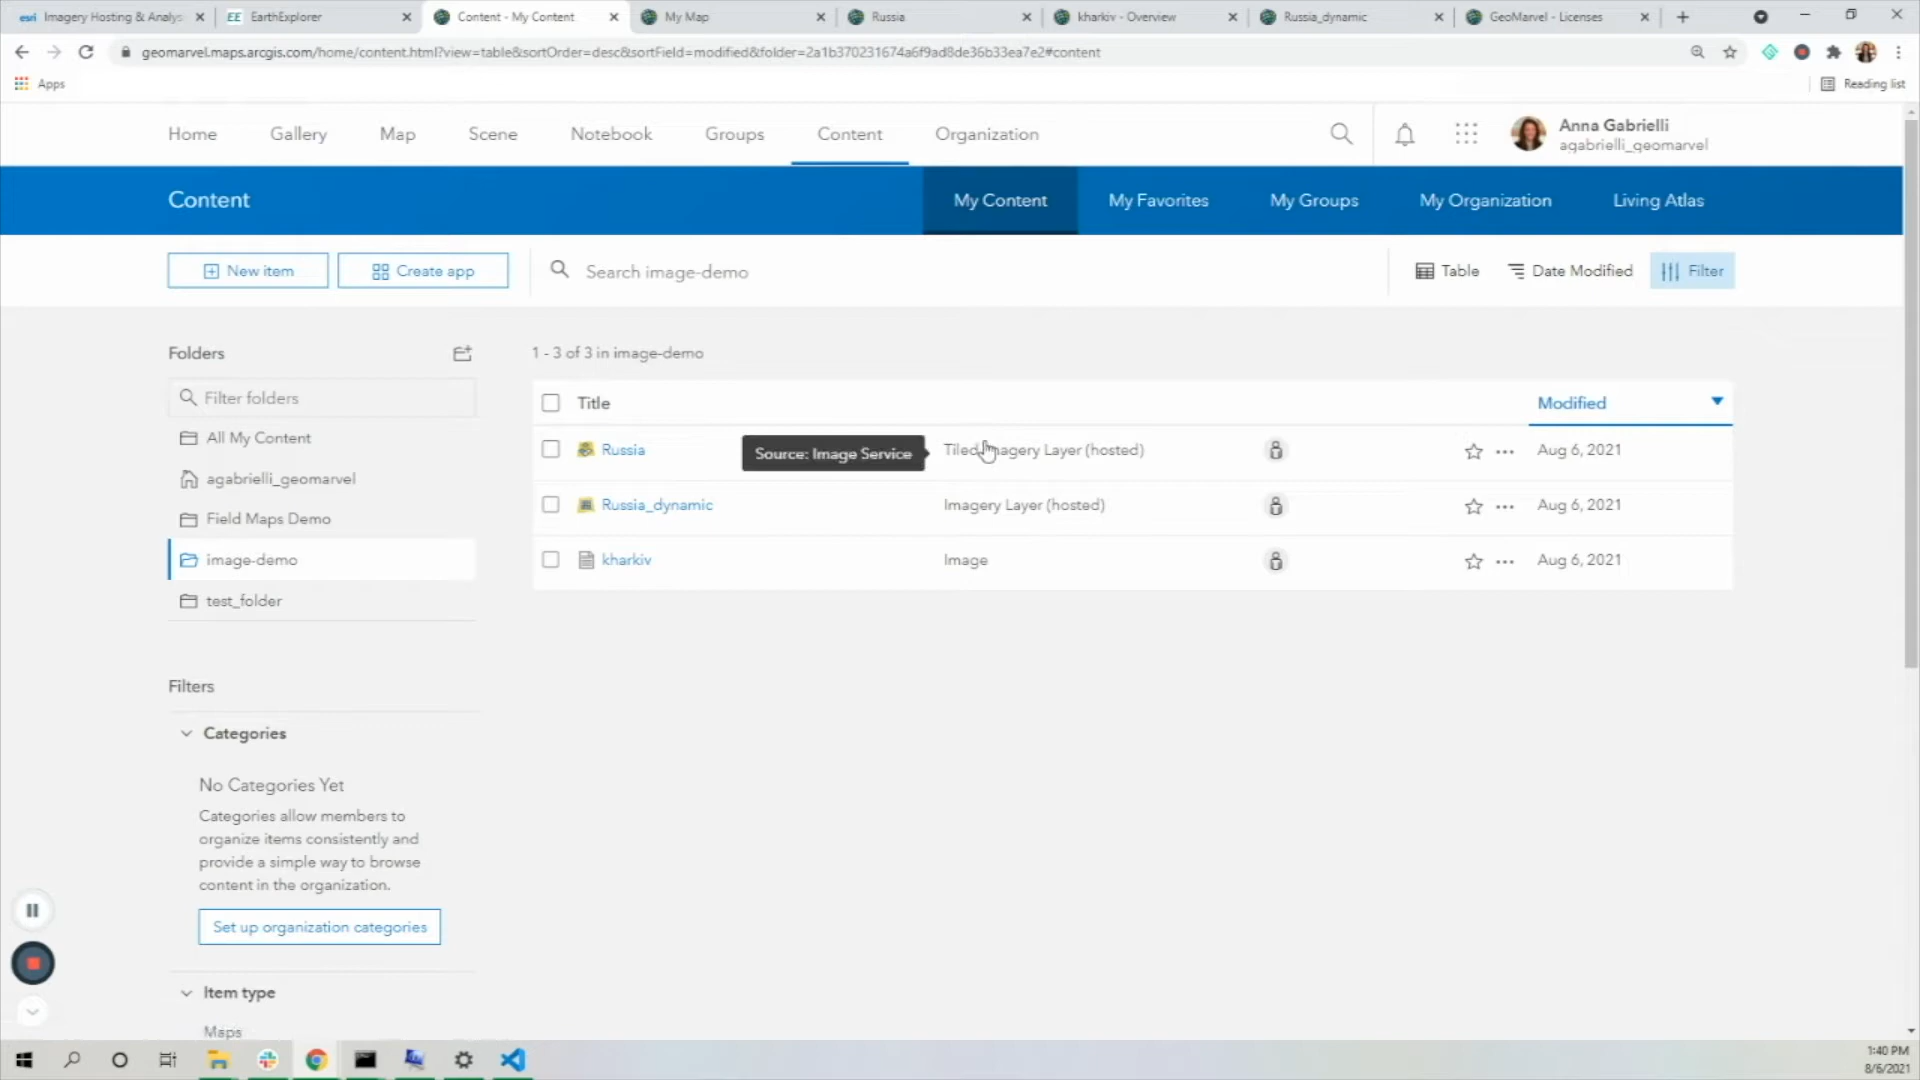 esri Imagery Hosting & Analys
EE EarthExplorer
Content - My Content
My Map
Russia
kharkiv - Overview
Russia_dynamic
GeoMarvel - Licenses
geomarvel.maps.arcgis.com/home/content.html?view=table&sortOrder=desc&sortField=modified&folder=2a1b370231674a6f9ad8de36b33ea7e2#content
Apps
Reading list
Home
Gallery
Map
Scene
Notebook
Groups
Content
Organization
Anna Gabrielli
agabrielli_geomarvel
Content
My Content
My Favorites
My Groups
My Organization
Living Atlas
New item
Create app
Search image-demo
Table
Date Modified
Filter
Folders
1 - 3 of 3 in image-demo
Filter folders
Title
Modified
All My Content
Russia
Source: Image Service
Tiled Imagery Layer (hosted)
Aug 6, 2021
agabrielli_geomarvel
Russia_dynamic
Imagery Layer (hosted)
Aug 6, 2021
Field Maps Demo
image-demo
kharkiv
Image
Aug 6, 2021
test_folder
Filters
Categories
No Categories Yet
Categories allow members to
organize items consistently and
provide a simple way to browse
content in the organization.
Set up organization categories
Item type
Maps
1:40 PM
8/6/2021